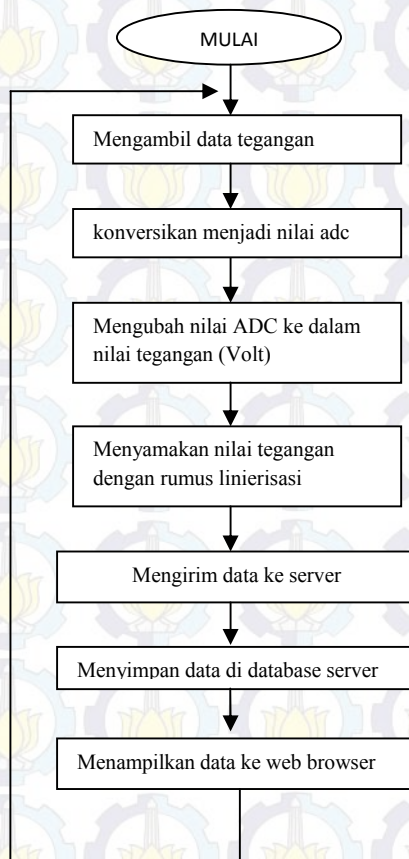 MULAI
Mengambil data tegangan
konversikan menjadi nilai adc
Mengubah nilai ADC ke dalam
nilai tegangan (Volt)
Menyamakan nilai tegangan
dengan rumus linierisasi
Mengirim data ke server
Menyimpan data di database server
Menampilkan data ke web browser